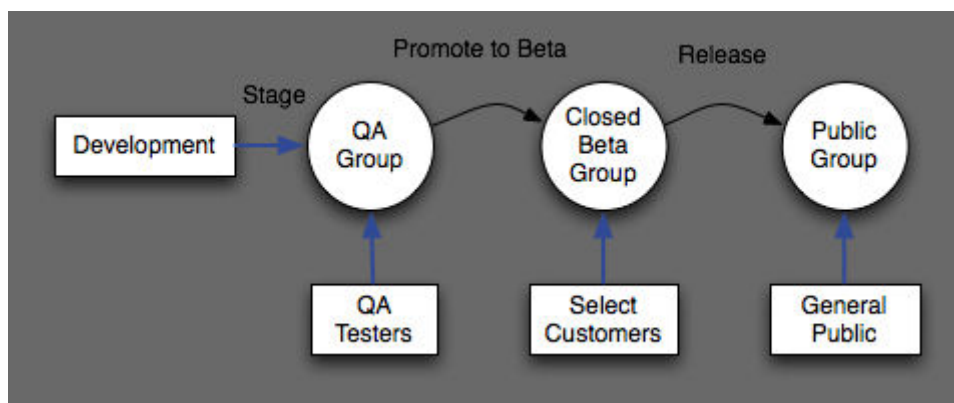 Promote to Beta
Release
Stage
Development
QA
Group
Closed
Beta
Group
Public
Group
QA
Testers
Select
Customers
General
Public